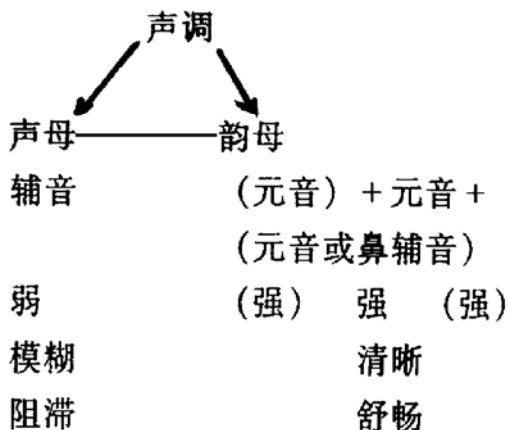 声调
声母 韵母
辅音 （元音）+元音+
（元音或鼻辅音）
弱 （强） 强 （强）
模糊 清晰
阻滞 舒畅